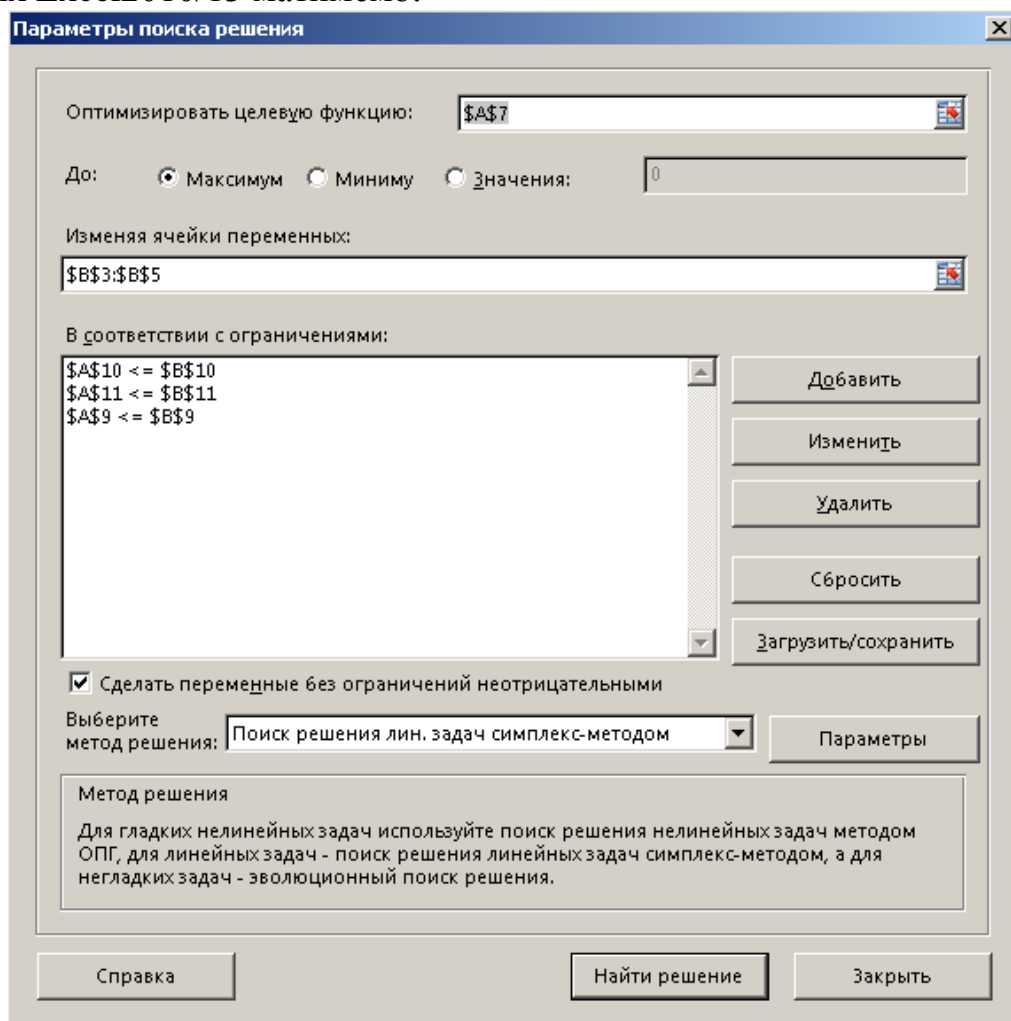 Параметры поиска решения
Оптимизировать целевую функцию: $A$7
До: Максимум Миниму Значения: 0
Изменяя ячейки переменных:
$B$3:$B$5
В соответствии с ограничениями:
$A$10 <= $B$10
$A$11 <= $B$11
$A$9 <= $B$9
Добавить
Изменить
Удалить
Сбросить
Загрузить/сохранить
Сделать переменные без ограничений неотрицательными
Выберите
метод решения: Поиск решения лин. задач симплекс-методом
Параметры
Метод решения
Для гладких нелинейных задач используйте поиск решения нелинейных задач методом
ОПГ, для линейных задач - поиск решения линейных задач симплекс-методом, а для
негладких задач - эволюционный поиск решения.
Справка
Найти решение
Закрыть